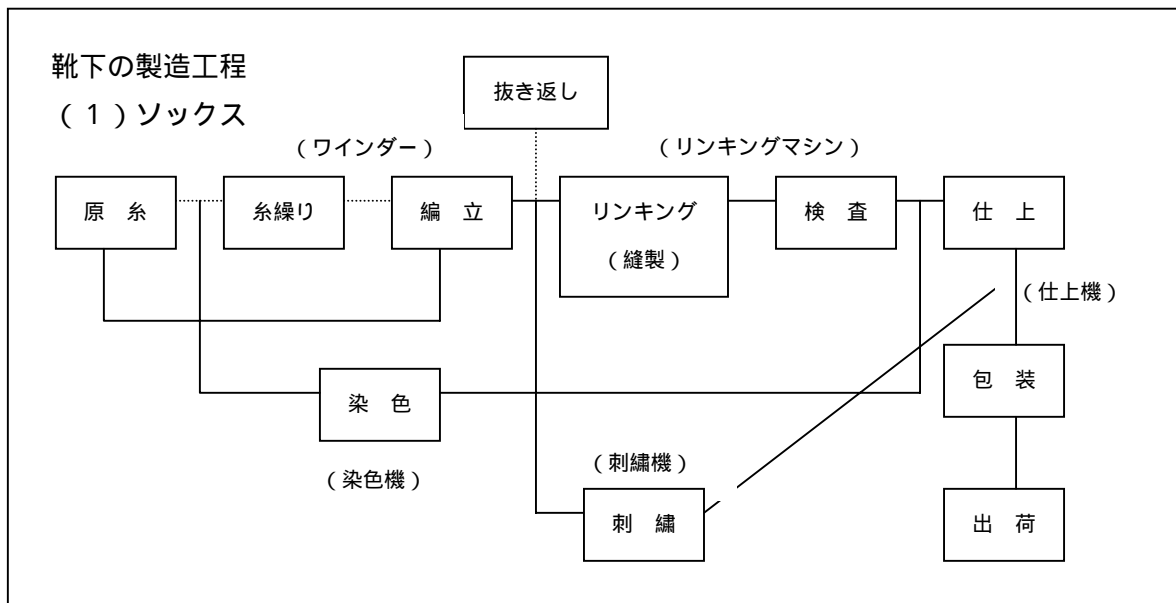 靴下の製造工程
（1）ソックス
抜き返し
（ワインダー）
（リンキングマシン）
原　糸
糸繰り
編　立
リンキング
（縫製）
検　査
仕　上
（仕上機）
染　色
（染色機）
包　装
（刺繍機）
刺　繍
出　荷